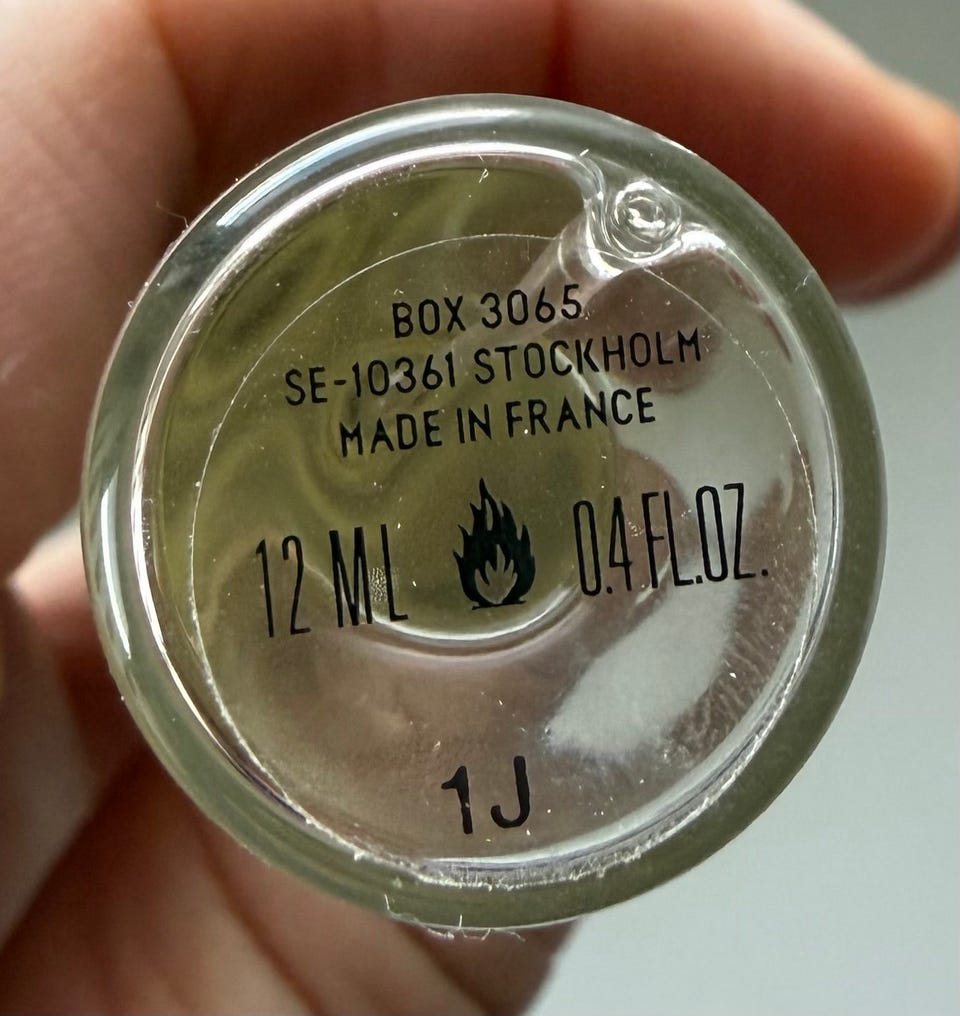 BOX 3065
SE-10361 STOCKHOLM
MADE IN FRANCE
12 ML 0.4 FL.OZ.
1J